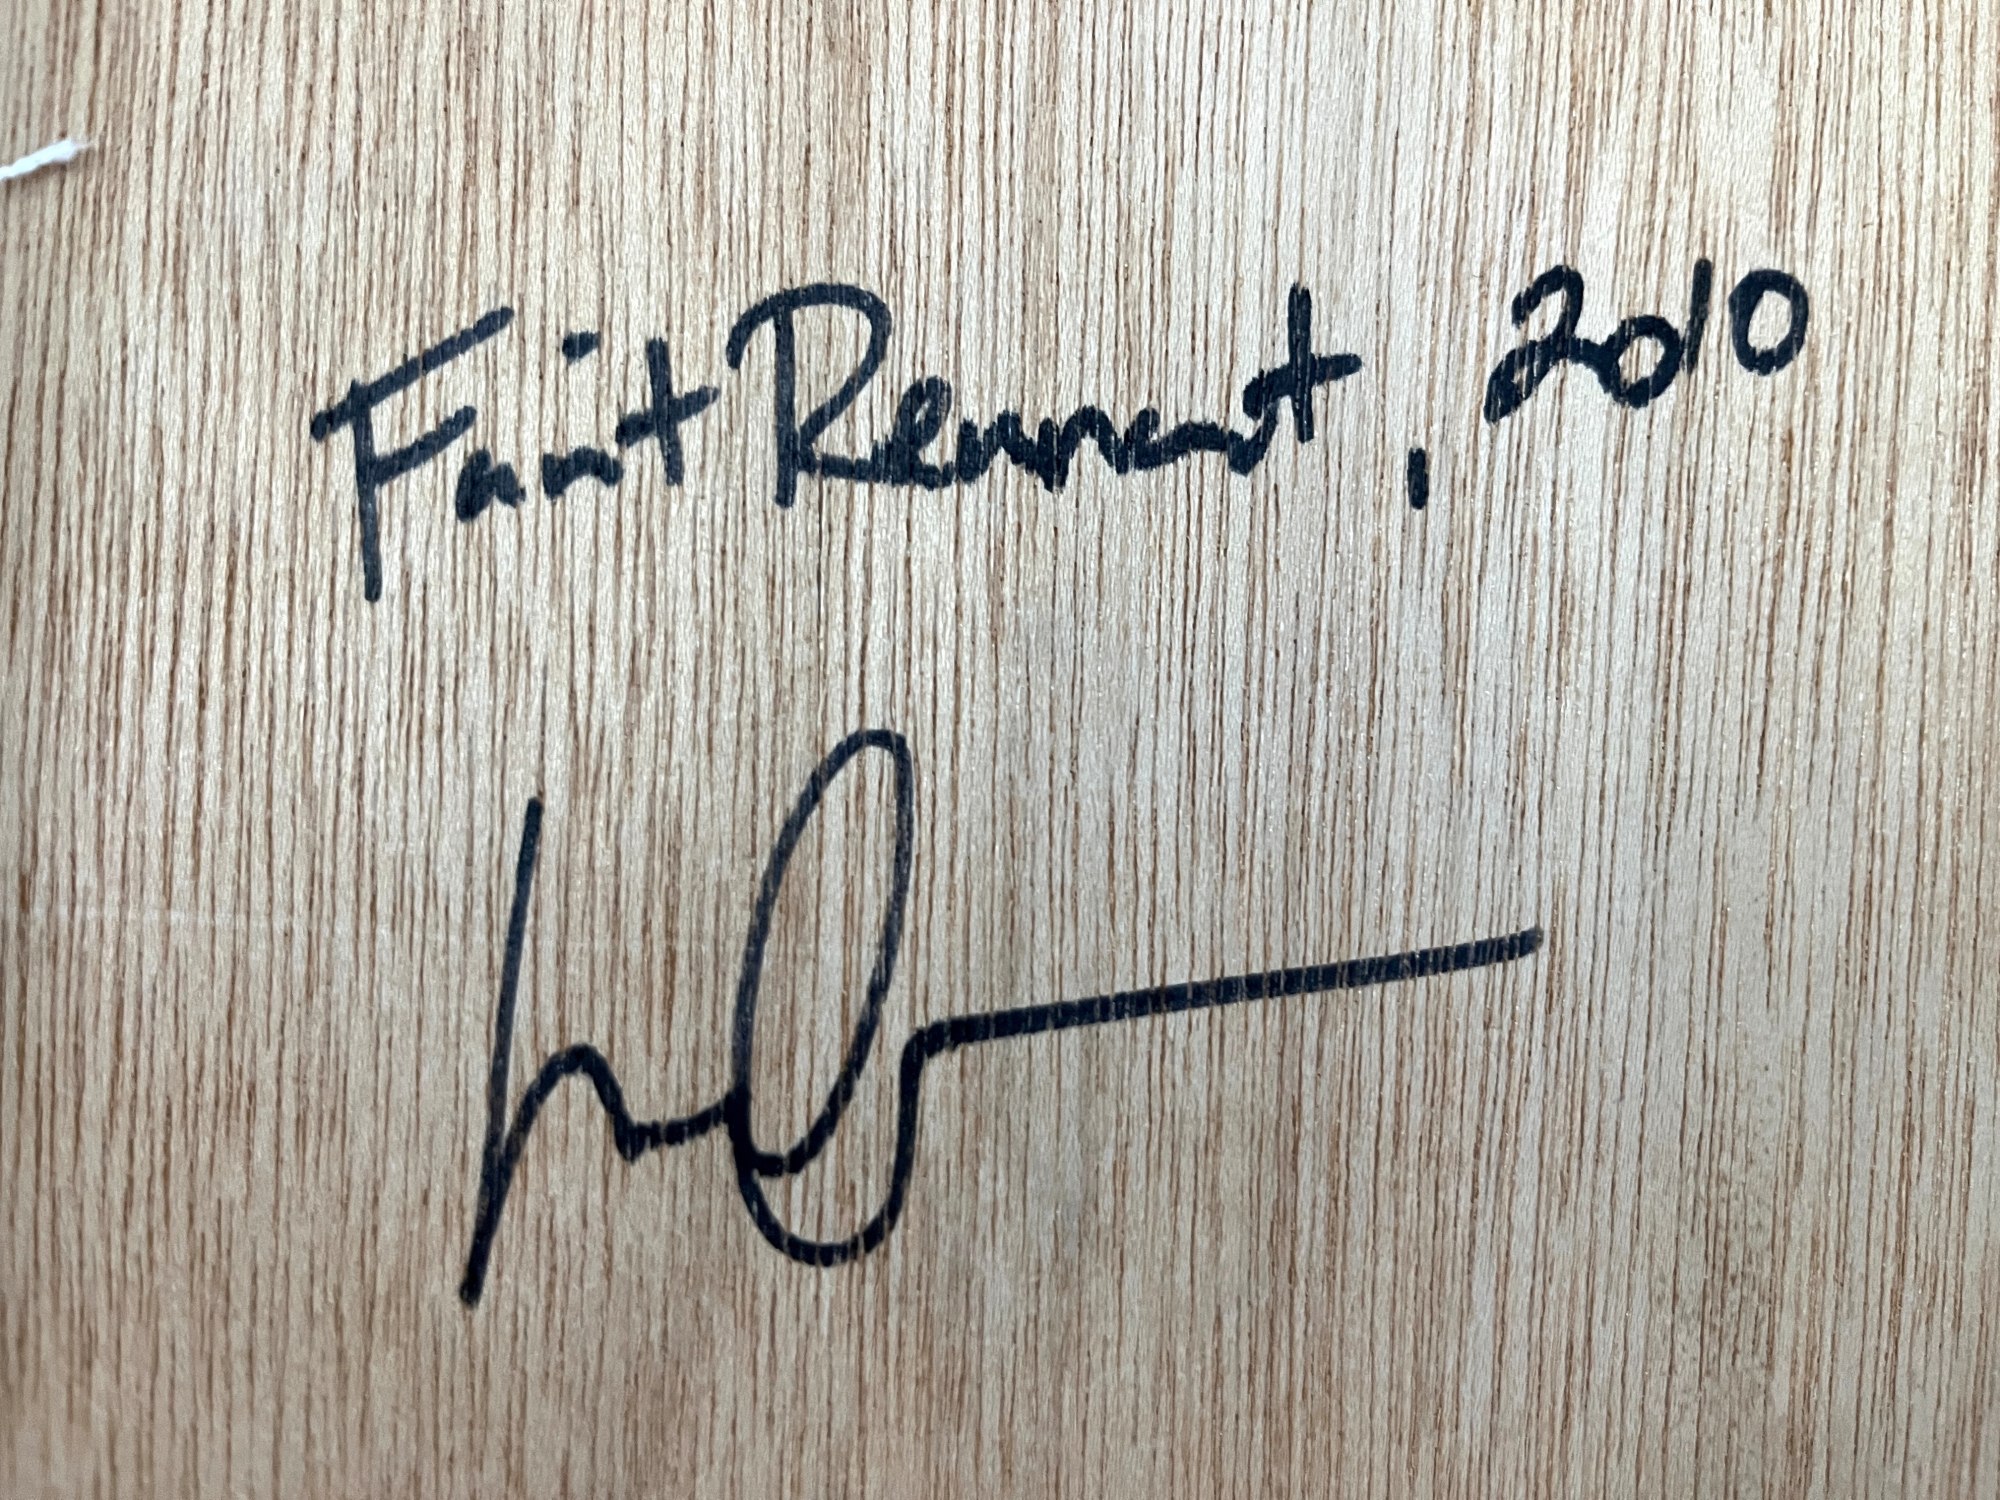 Faint Remnant, 2010